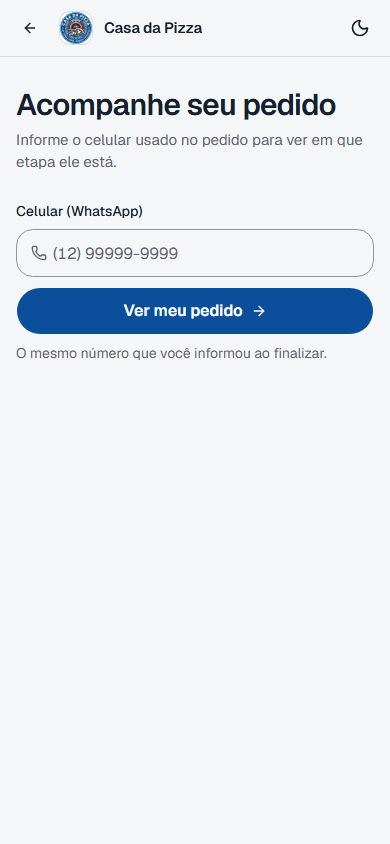 Casa da Pizza
Acompanhe seu pedido
Informe o celular usado no pedido para ver em que
etapa ele está.
Celular (WhatsApp)
(12) 99999-9999
Ver meu pedido
O mesmo número que você informou ao finalizar.